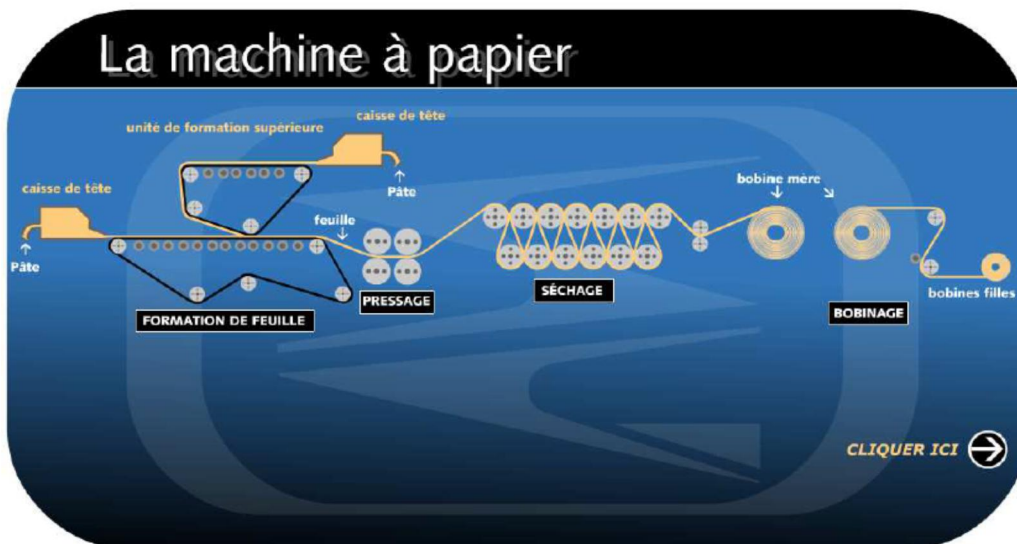 La machine à papier
caisse de tête
unité de formation supérieure
Pâte
caisse de tête
bobine mère
feuille
Pâte
PRESSAGE
SÉCHAGE
bobines filles
FORMATION DE FEUILLE
BOBINAGE
CLIQUER ICI